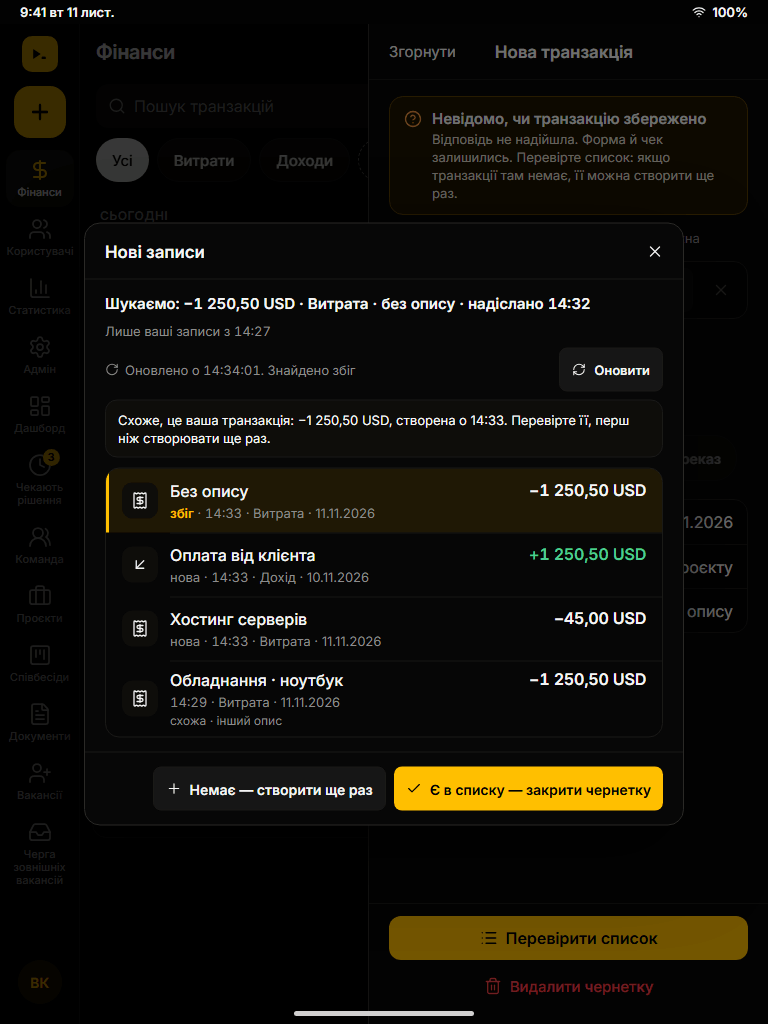 9:41 вт 11 лист.
100%
Фінанси
Користувачі
Статистика
Адмін
Дашборд
3
Чекають
рішення
Команда
Проєкти
Співбесіди
Документи
Вакансії
Черга
зовнішніх
вакансій
ВК
Фінанси
Пошук транзакцій
Усі
Витрати
Доходи
СЬОГОДНІ
Згорнути
Нова транзакція
Невідомо, чи транзакцію збережено
Відповідь не надійшла. Форма й чек
залишились. Перевірте список: якщо
транзакції там немає, її можна створити ще
раз.
Нові записи
Шукаємо: −1 250,50 USD · Витрата · без опису · надіслано 14:32
Лише ваші записи з 14:27
Оновлено о 14:34:01. Знайдено збіг
Оновити
Схоже, це ваша транзакція: −1 250,50 USD, створена о 14:33. Перевірте її, перш
ніж створювати ще раз.
Без опису
−1 250,50 USD
збіг · 14:33 · Витрата · 11.11.2026
Оплата від клієнта
+1 250,50 USD
нова · 14:33 · Дохід · 10.11.2026
Хостинг серверів
−45,00 USD
нова · 14:33 · Витрата · 11.11.2026
Обладнання · ноутбук
−1 250,50 USD
14:29 · Витрата · 11.11.2026
схожа · інший опис
Немає — створити ще раз
Є в списку — закрити чернетку
опису
Перевірити список
Видалити чернетку